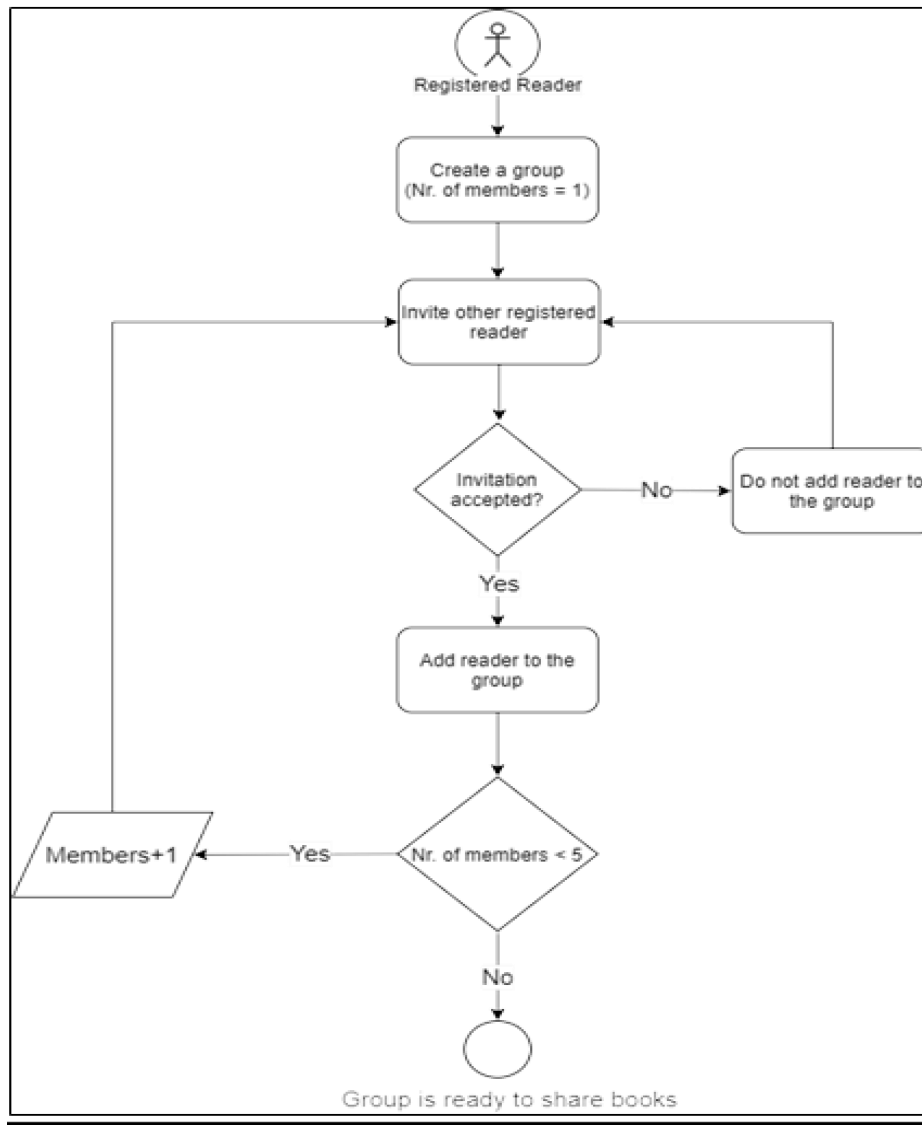 Registered Reader
Create a group
(Nr. of members = 1)
Invite other registered
reader
Invitation
accepted?
No
Do not add reader to
the group
Yes
Add reader to the
group
Nr. of members < 5
Yes
Members+1
No
Group is ready to share books